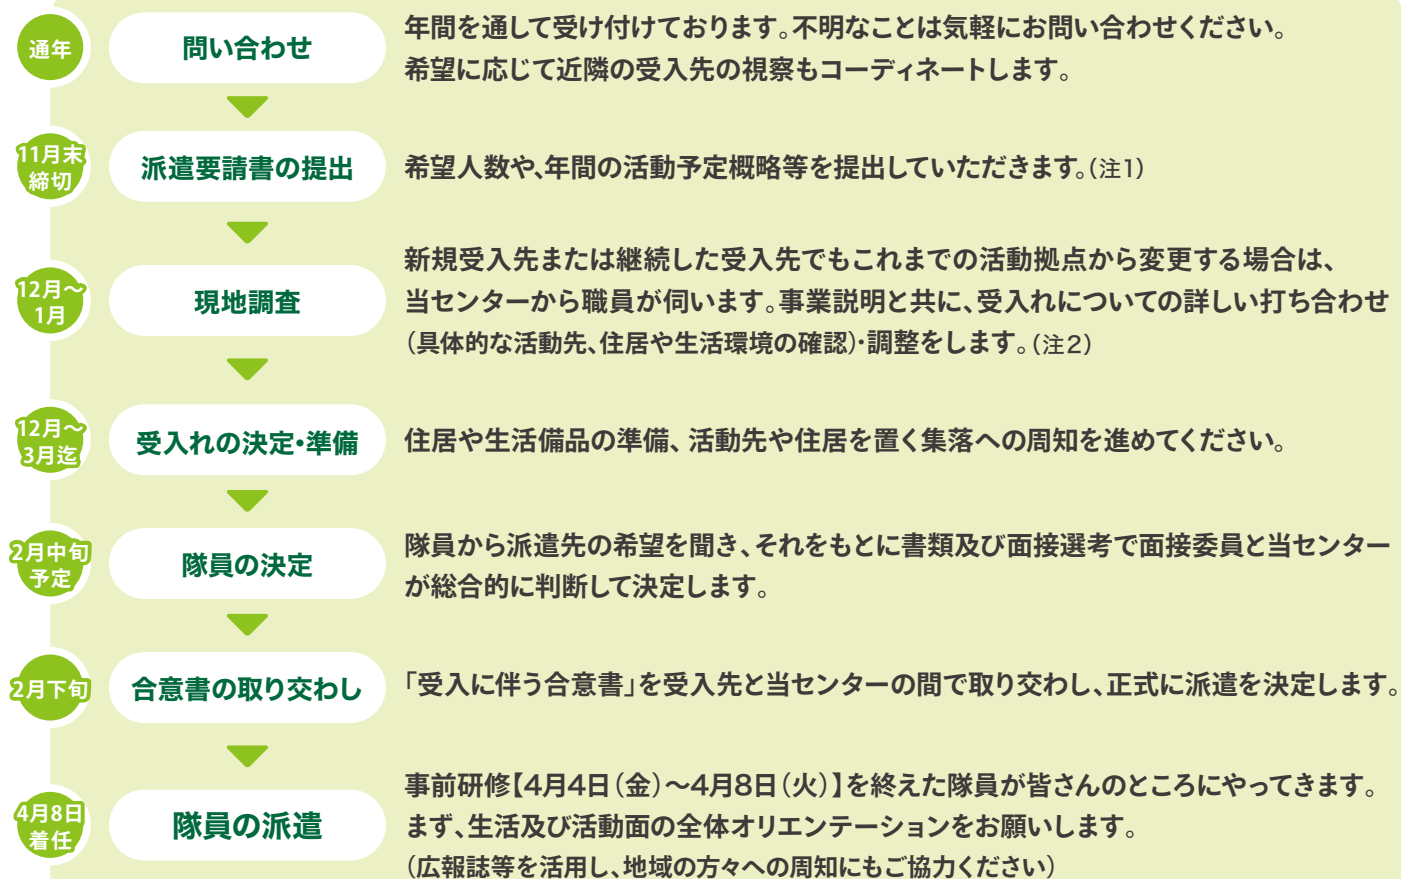 通年
問い合わせ
年間を通して受け付けております。不明なことは気軽にお問い合わせください。
希望に応じて近隣の受入先の視察もコーディネートします。
11月末
締切
派遣要請書の提出
希望人数や、年間の活動予定概略等を提出していただきます。(注1)
12月〜
1月
現地調査
新規受入先または継続した受入先でもこれまでの活動拠点から変更する場合は、
当センターから職員が伺います。事業説明と共に、受入れについての詳しい打ち合わせ
(具体的な活動先、住居や生活環境の確認)・調整をします。(注2)
12月〜
3月迄
受入れの決定・準備
住居や生活備品の準備、活動先や住居を置く集落への周知を進めてください。
2月中旬
予定
隊員の決定
隊員から派遣先の希望を聞き、それをもとに書類及び面接選考で面接委員と当センター
が総合的に判断して決定します。
2月下旬
合意書の取り交わし
「受入に伴う合意書」を受入先と当センターの間で取り交わし、正式に派遣を決定します。
4月8日
着任
隊員の派遣
事前研修【4月4日(金)〜4月8日(火)】を終えた隊員が皆さんのところにやってきます。
まず、生活及び活動面の全体オリエンテーションをお願いします。
(広報誌等を活用し、地域の方々への周知にもご協力ください)